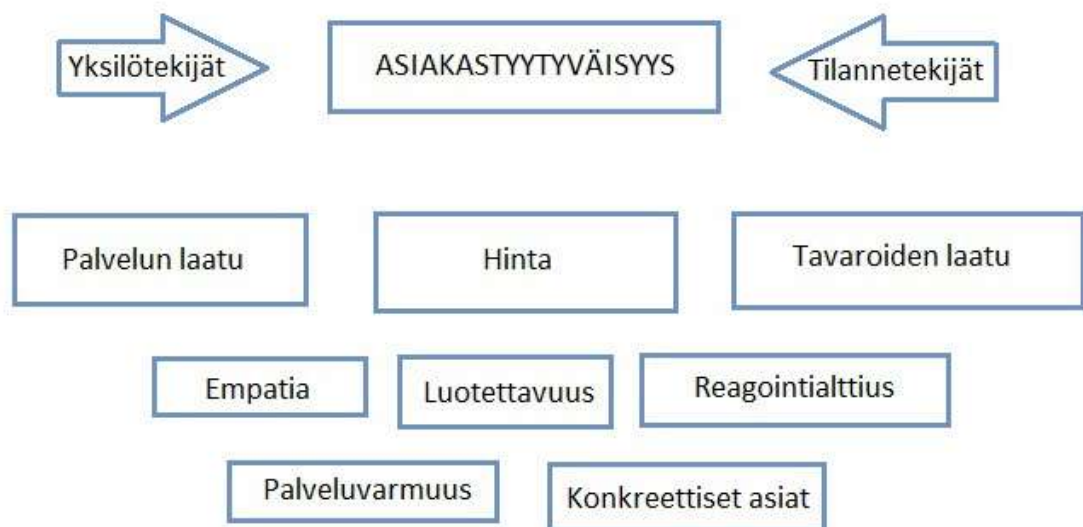 Yksilötekijät
ASIAKASTYYTYVÄISYYS
Tilannetekijät
Palvelun laatu
Hinta
Tavaroiden laatu
Empatia
Luotettavuus
Reagointialttius
Palveluvarmuus
Konkreettiset asiat